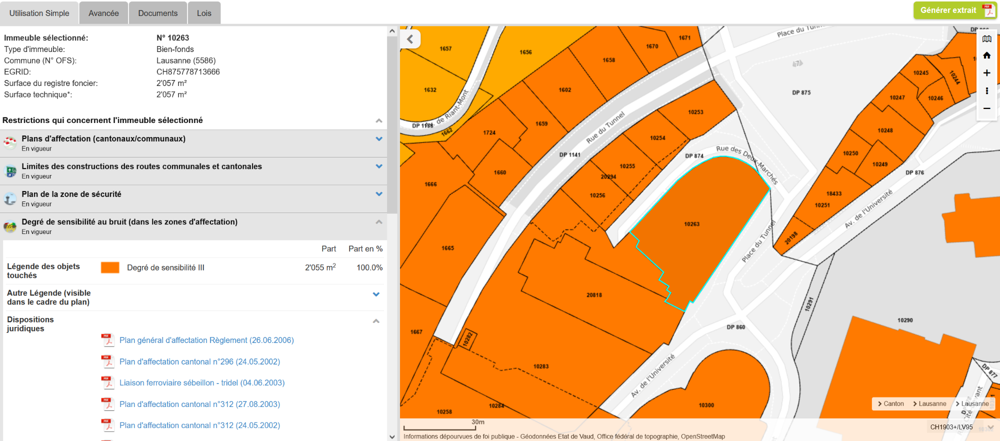 Utilisation Simple
Avancée
Documents
Lois
Générer extrait
Immeuble sélectionné: N° 10263
Type d'immeuble: Bien-fonds
Commune (N° OFS): Lausanne (5586)
EGRID: CH875778713666
Surface du registre foncier: 2'057 m²
Surface technique*: 2'057 m²
Restrictions qui concernent l'immeuble sélectionné
Plans d'affectation (cantonaux/communaux)
En vigueur
Limites des constructions des routes communales et cantonales
En vigueur
Plan de la zone de sécurité
En vigueur
Degré de sensibilité au bruit (dans les zones d'affectation)
En vigueur
Part Part en %
Légende des objets
touchés
Degré de sensibilité III 2'055 m² 100.0%
Autre Légende (visible
dans le cadre du plan)
Dispositions
juridiques
Plan général d'affectation Règlement (26.06.2006)
Plan d'affectation cantonal n°296 (24.05.2002)
Liaison ferroviaire sébeillon - tridel (04.06.2003)
Plan d'affectation cantonal n°312 (27.08.2003)
Plan d'affectation cantonal n°312 (24.05.2002)
Place du
1671
1670
1657
1656
1658
7
10245
10244
1632
1602
DP 875
10247
10246
10253
Av. de Riant-Mont
DP 1138
1662
1659
1724
Rue du Tunnel
10254
10248
DP 1141
DP 874
Rue des Deux-Marchés
10250
10249
10255
20294
1660
DP 876
1666
10256
18433
10251
Av. de l'Université
10263
20198
Place du Tunnel
1665
20818
10291
10290
DP 860
1667
10282
10283
Av. de l'Université
DP 877
10284
10258
10300
Canton
Lausanne
Lausanne
30m
CH1903+/LV95
Informations dépourvues de foi publique - Géodonnées Etat de Vaud, Office fédéral de topographie, OpenStreetMap